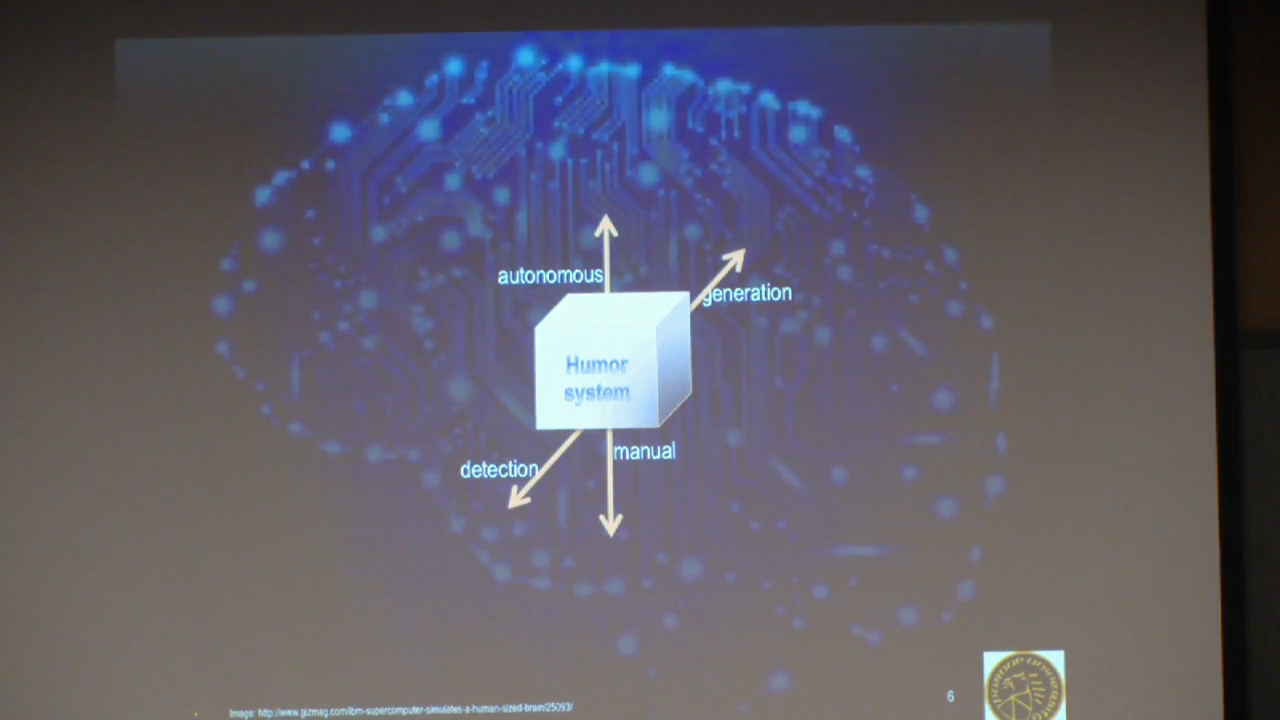 autonomous
generation
Humor
system
manual
detection
6
Image: http://www.gizmag.com/ibm-supercomputer-simulates-a-human-sized-brain/25093/